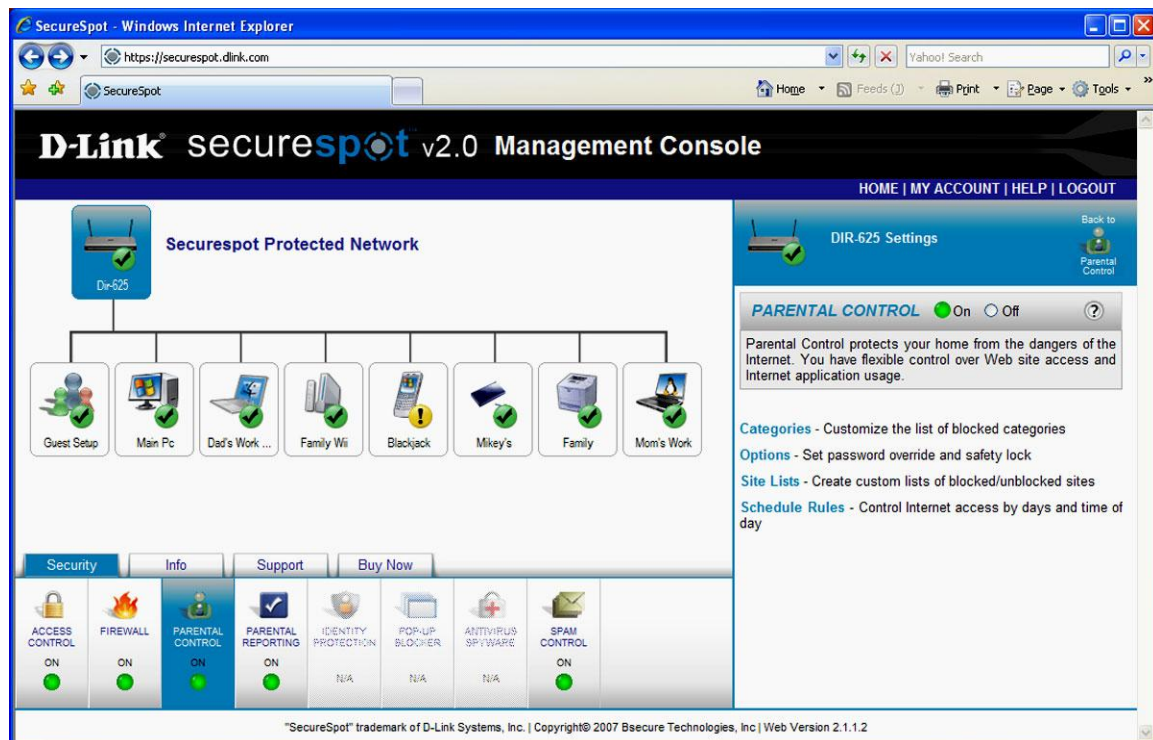 SecureSpot - Windows Internet Explorer
https://securespot.dlink.com
Yahoo! Search
SecureSpot
Home
Feeds (J)
Print
Page
Tools
»
D-Link® securespot™ v2.0 Management Console
HOME | MY ACCOUNT | HELP | LOGOUT
Dir-625
Securespot Protected Network
Guest Setup
Main Pc
Dad's Work ...
Family Wii
Blackjack
Mikey's
Family
Mom's Work
DIR-625 Settings
Back to
Parental
Control
PARENTAL CONTROL On Off ?
Parental Control protects your home from the dangers of the
Internet. You have flexible control over Web site access and
Internet application usage.
Categories - Customize the list of blocked categories
Options - Set password override and safety lock
Site Lists - Create custom lists of blocked/unblocked sites
Schedule Rules - Control Internet access by days and time of
day
Security
Info
Support
Buy Now
ACCESS
CONTROL
ON
FIREWALL
ON
PARENTAL
CONTROL
ON
PARENTAL
REPORTING
ON
IDENTITY
PROTECTION
N/A
POP-UP
BLOCKER
N/A
ANTIVIRUS
SPYWARE
N/A
SPAM
CONTROL
ON
"SecureSpot" trademark of D-Link Systems, Inc. | Copyright© 2007 Bsecure Technologies, Inc | Web Version 2.1.1.2